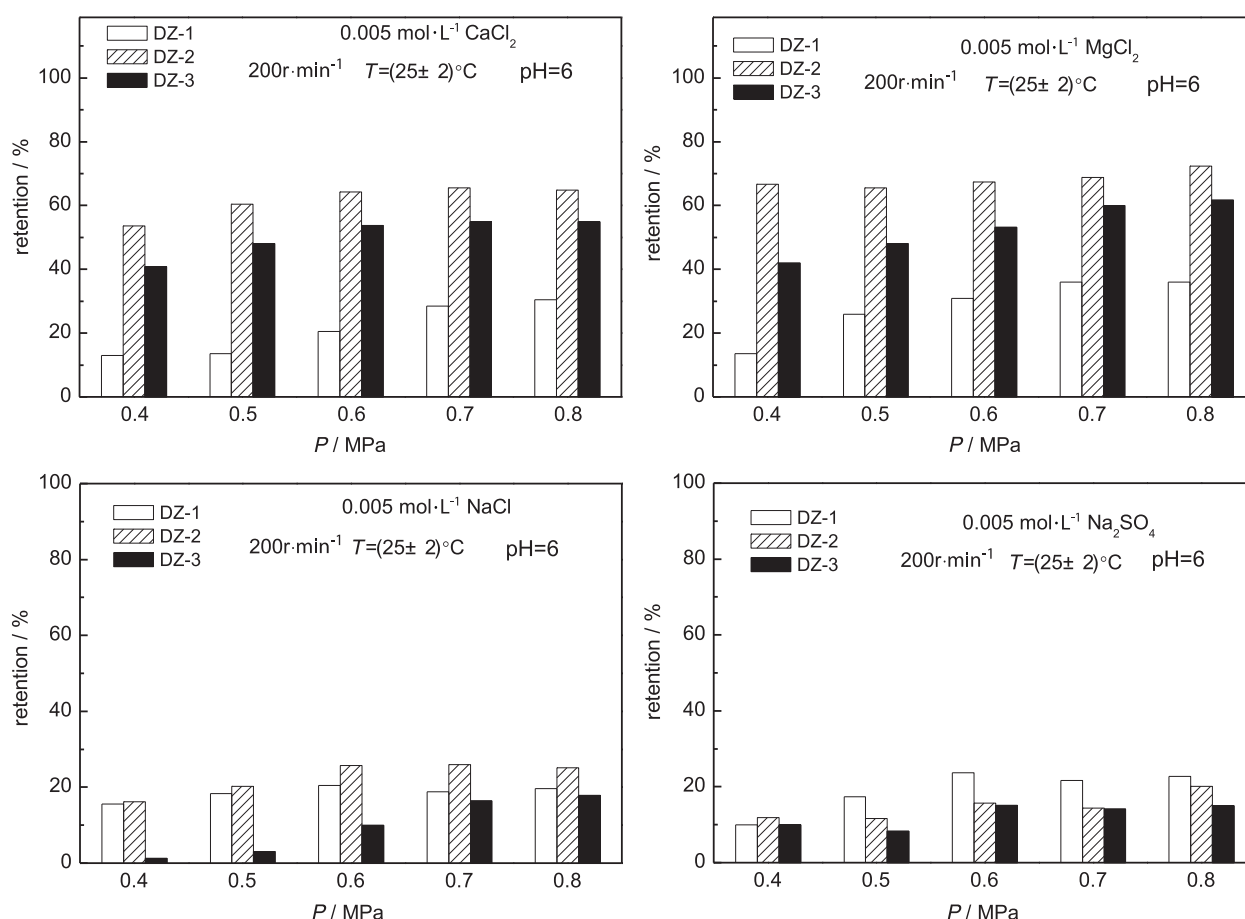 DZ-1
DZ-2
DZ-3
0.005 mol·L⁻¹ CaCl₂
200r·min⁻¹ T=(25± 2)°C pH=6
retention / %
100
80
60
40
20
0
0.4 0.5 0.6 0.7 0.8
P / MPa
DZ-1
DZ-2
DZ-3
0.005 mol·L⁻¹ MgCl₂
200r·min⁻¹ T=(25± 2)°C pH=6
retention / %
100
80
60
40
20
0
0.4 0.5 0.6 0.7 0.8
P / MPa
DZ-1
DZ-2
DZ-3
0.005 mol·L⁻¹ NaCl
200r·min⁻¹ T=(25± 2)°C pH=6
retention / %
100
80
60
40
20
0
0.4 0.5 0.6 0.7 0.8
P / MPa
DZ-1
DZ-2
DZ-3
0.005 mol·L⁻¹ Na₂SO₄
200r·min⁻¹ T=(25± 2)°C pH=6
retention / %
100
80
60
40
20
0
0.4 0.5 0.6 0.7 0.8
P / MPa